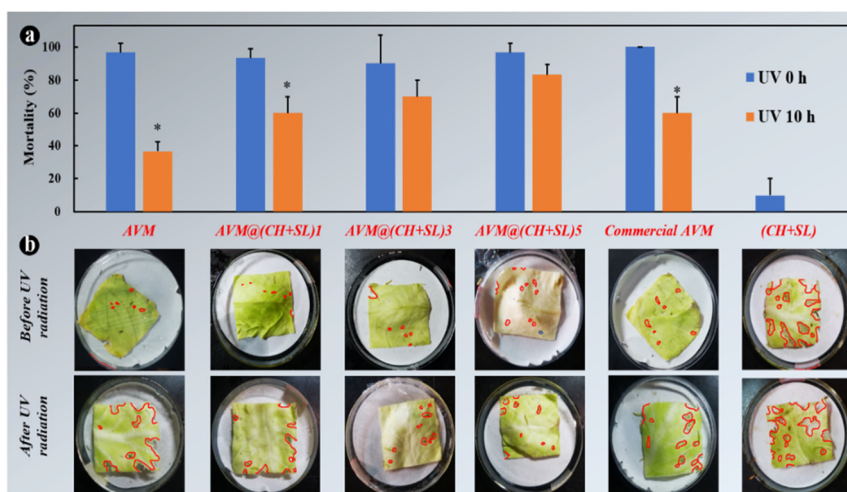 a
100
80
60
40
20
0
Mortality (%)
UV 0 h
UV 10 h
*
*
*
AVM
AVM@(CH+SL)1
AVM@(CH+SL)3
AVM@(CH+SL)5
Commercial AVM
(CH+SL)
b
Before UV
radiation
After UV
radiation